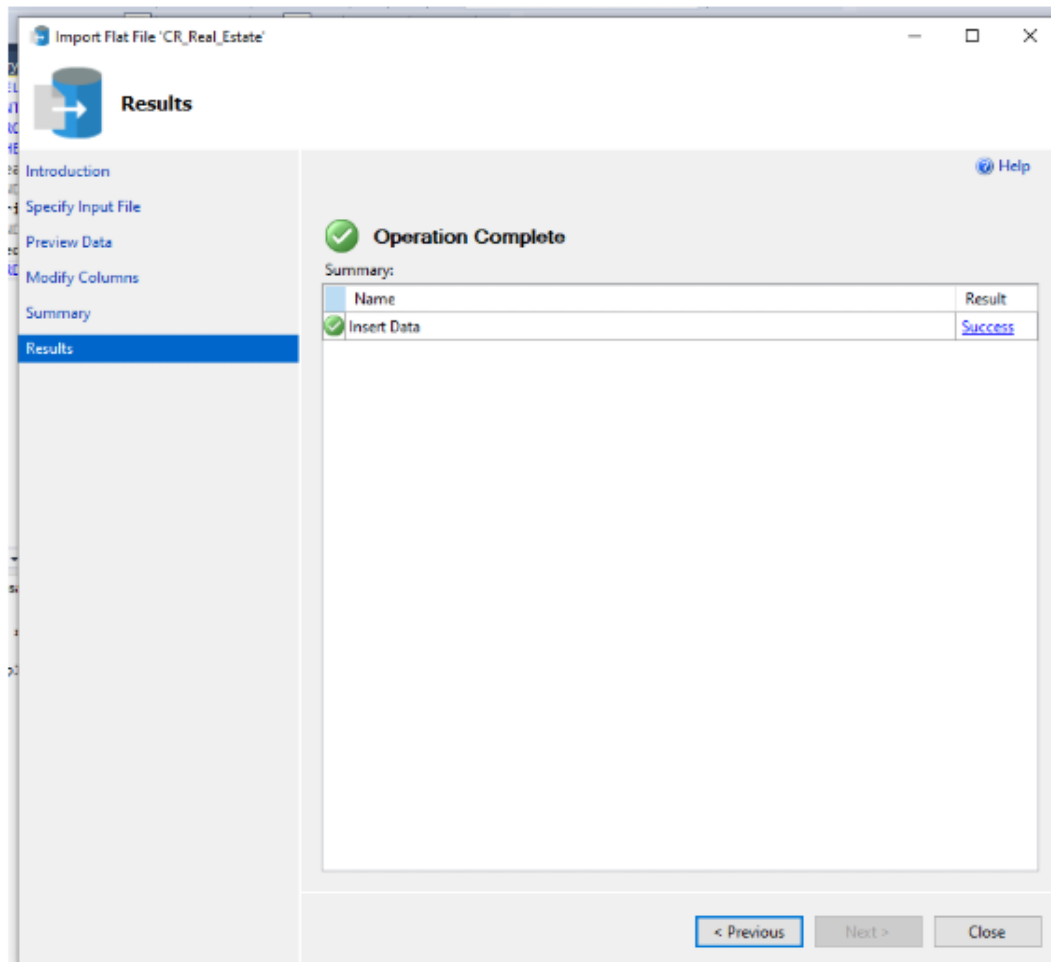 Import Flat File 'CR_Real_Estate'
Results
Help
Introduction
Specify Input File
Preview Data
Modify Columns
Summary
Results
Operation Complete
Summary:
Name Result
Insert Data Success
< Previous Next > Close